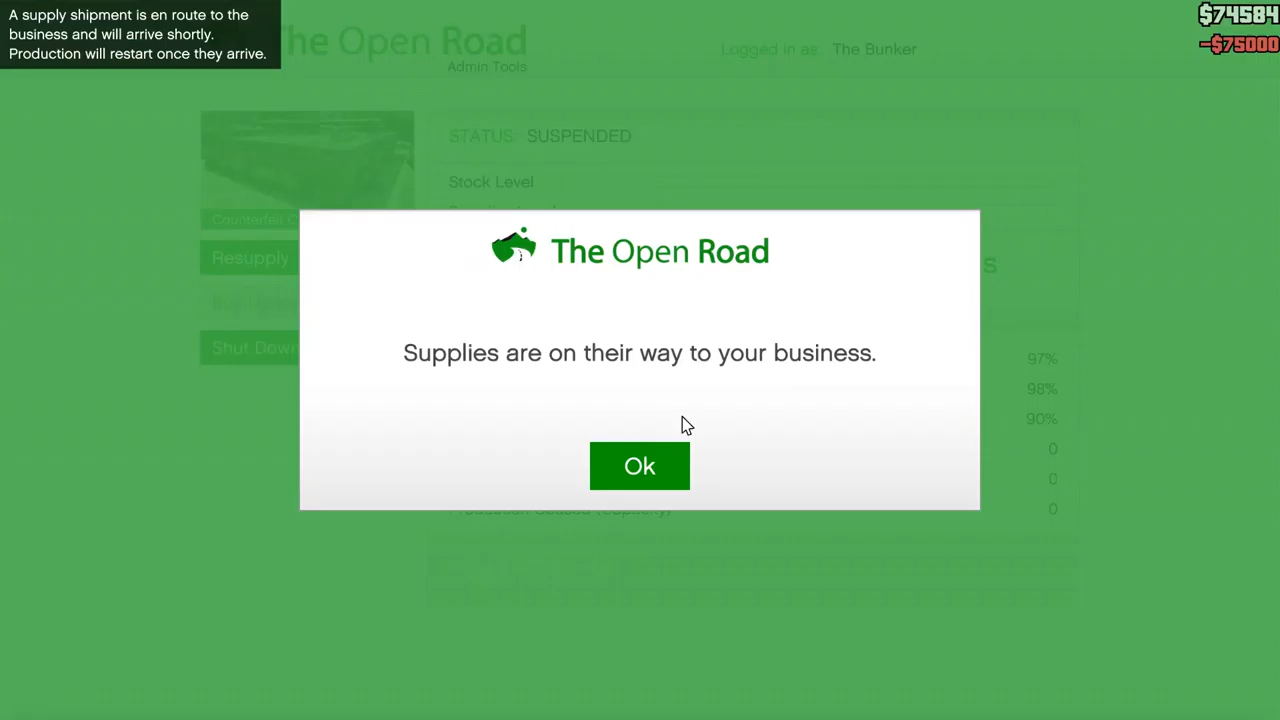 A supply shipment is en route to the
business and will arrive shortly.
Production will restart once they arrive.
$74584
-$75000
The Open Road
Admin Tools
Logged in as: The Bunker
STATUS: SUSPENDED
Stock Level
Counterfeit C
Resupply
The Open Road
s
Supplies are on their way to your business.
Shut Down
97%
98%
90%
0
Ok
0
0